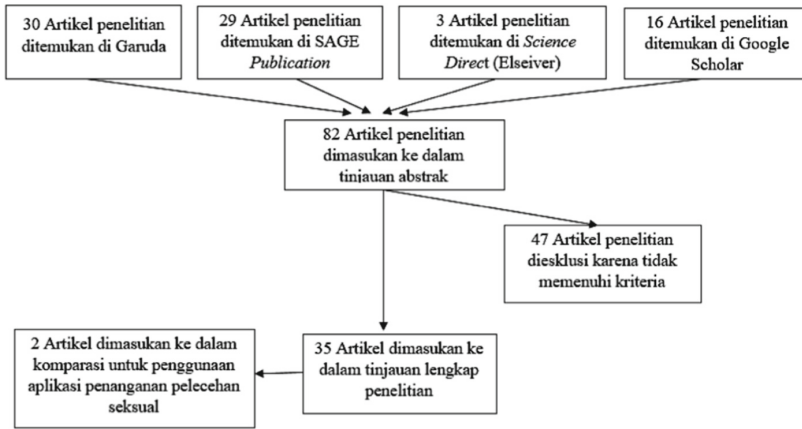 30 Artikel penelitian
ditemukan di Garuda
29 Artikel penelitian
ditemukan di SAGE
Publication
3 Artikel penelitian
ditemukan di Science
Direct (Elseiver)
16 Artikel penelitian
ditemukan di Google
Scholar
82 Artikel penelitian
dimasukan ke dalam
tinjauan abstrak
47 Artikel penelitian
diesklusi karena tidak
memenuhi kriteria
2 Artikel dimasukan ke dalam
komparasi untuk penggunaan
aplikasi penanganan pelecehan
seksual
35 Artikel dimasukan ke
dalam tinjauan lengkap
penelitian